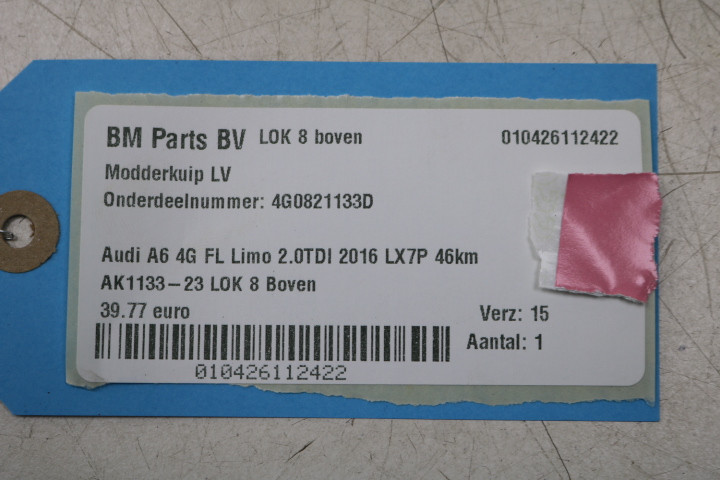 BM Parts BV LOK 8 boven 010426112422
Modderkuip LV
Onderdeelnummer: 4G0821133D
Audi A6 4G FL Limo 2.0TDI 2016 LX7P 46km
AK1133-23 LOK 8 Boven
39.77 euro Verz: 15
Aantal: 1
010426112422